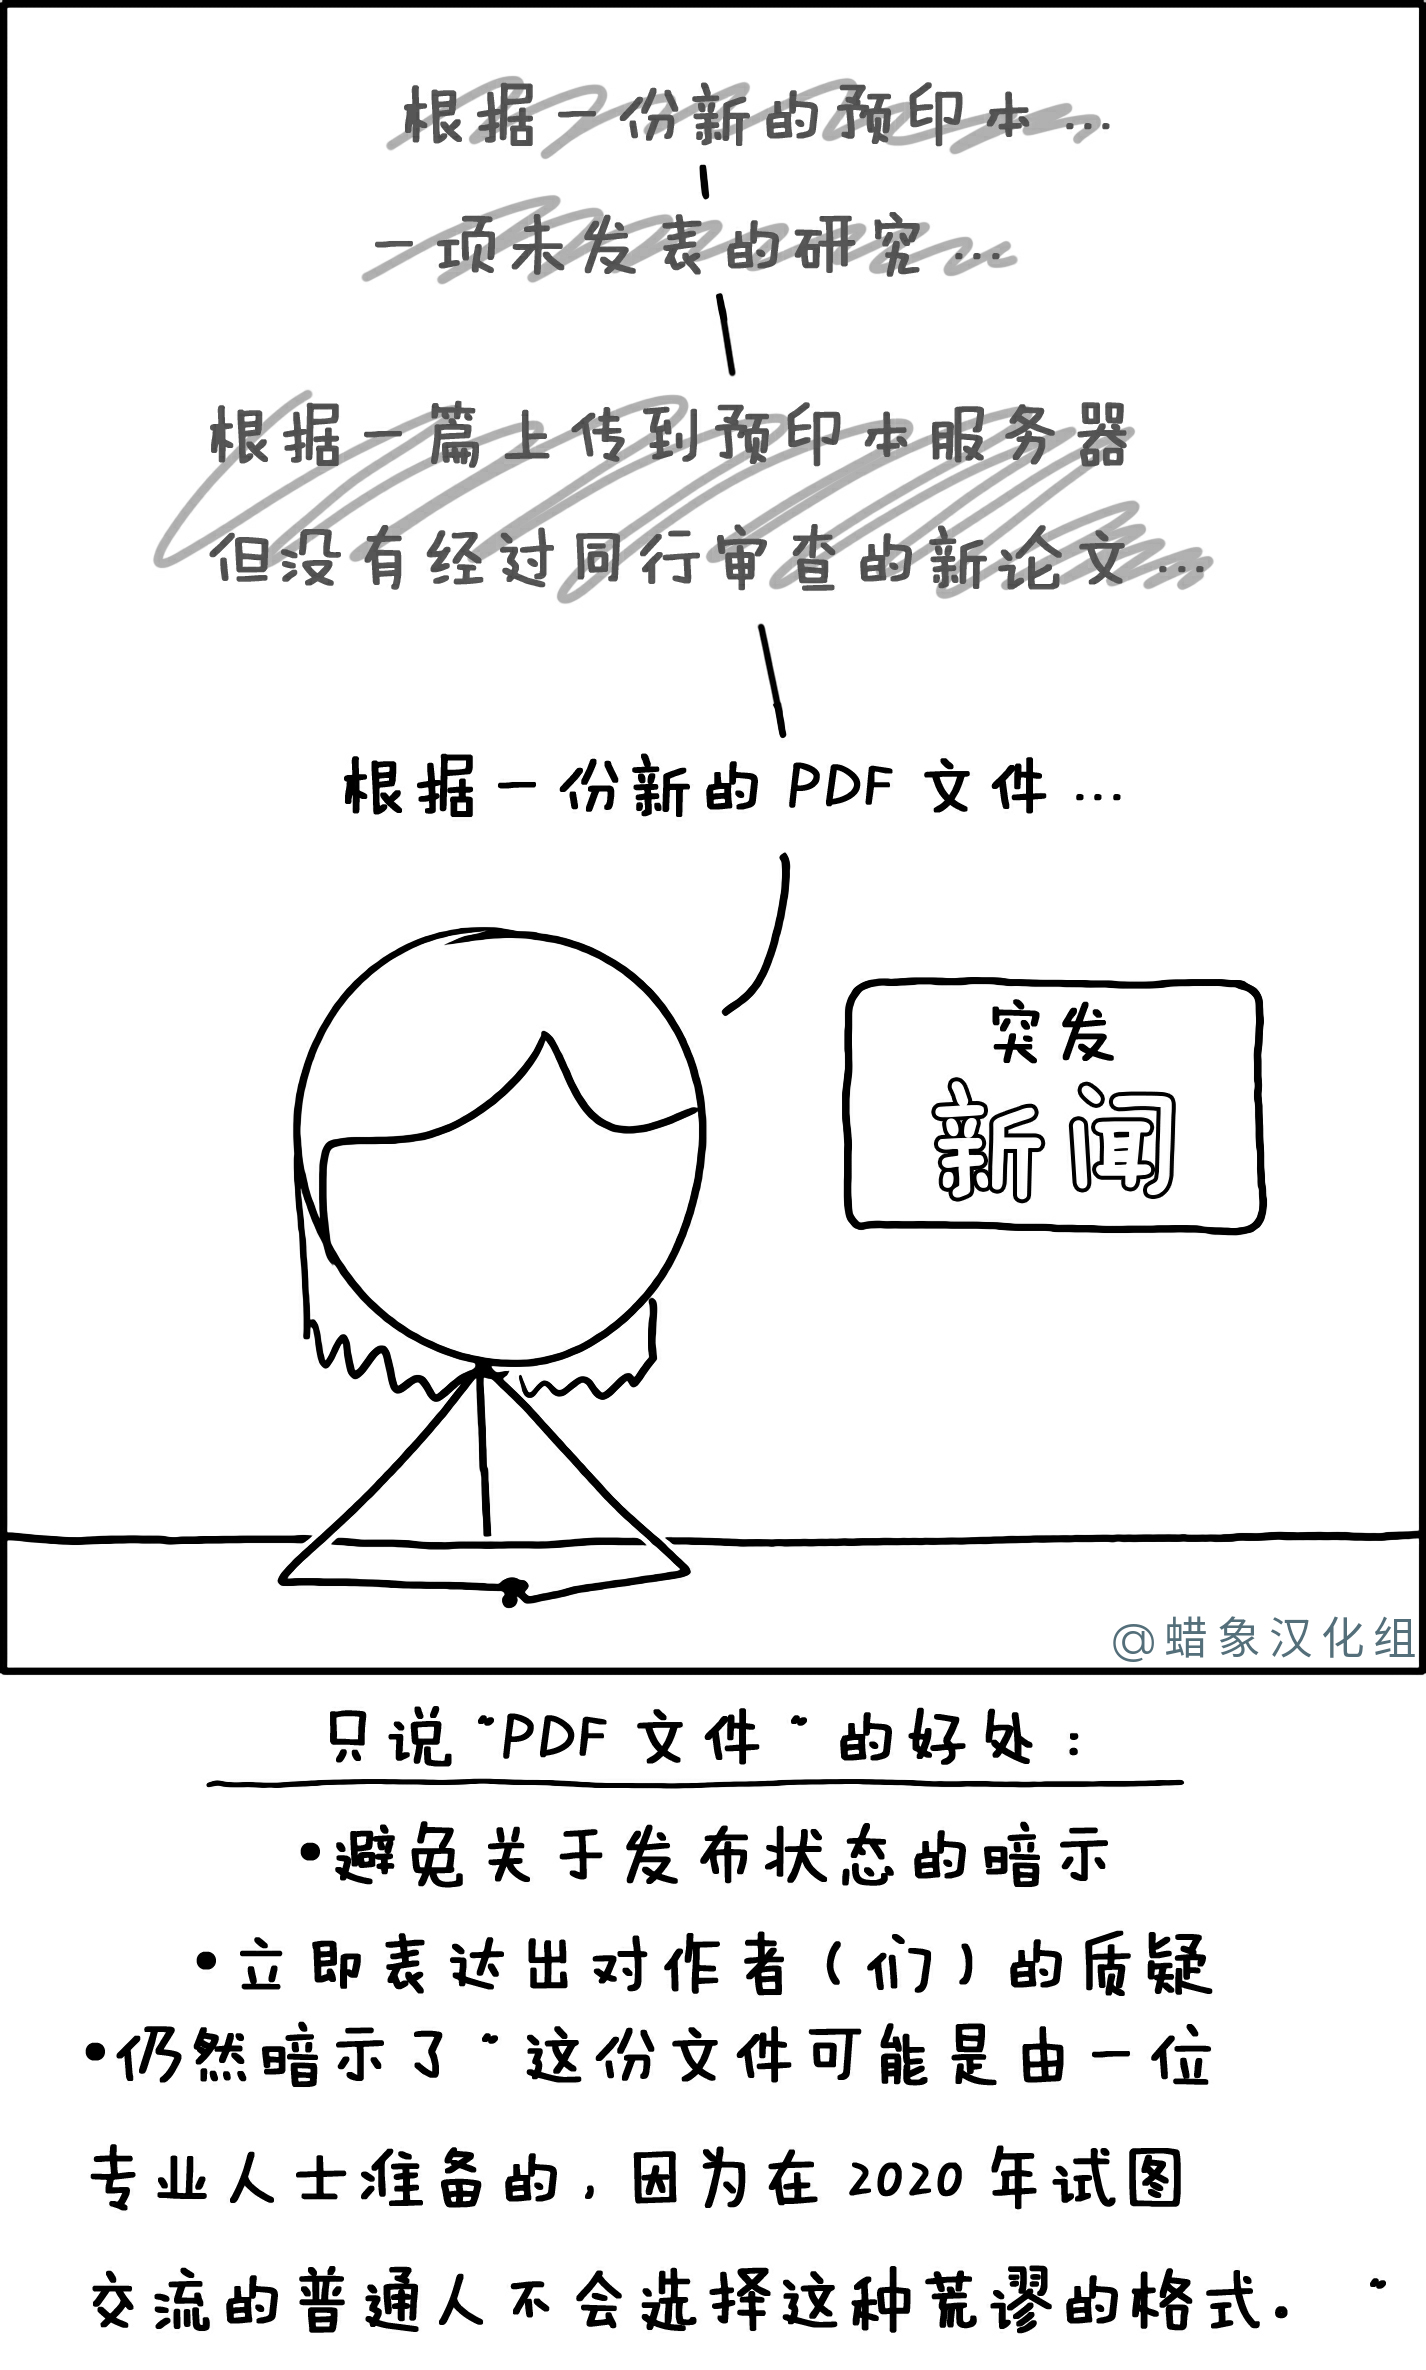 根据一份新的预印本...
一项未发表的研究...
根据一篇上传到预印本服务器
但没有经过同行审查的新论文...
根据一份新的 PDF 文件...
突发
新闻
@蜡象汉化组
只说"PDF 文件"的好处:
•避免关于发布状态的暗示
•立即表达出对作者(们)的质疑
•仍然暗示了"这份文件可能是由一位
专业人士准备的,因为在 2020 年试图
交流的普通人不会选择这种荒谬的格式."